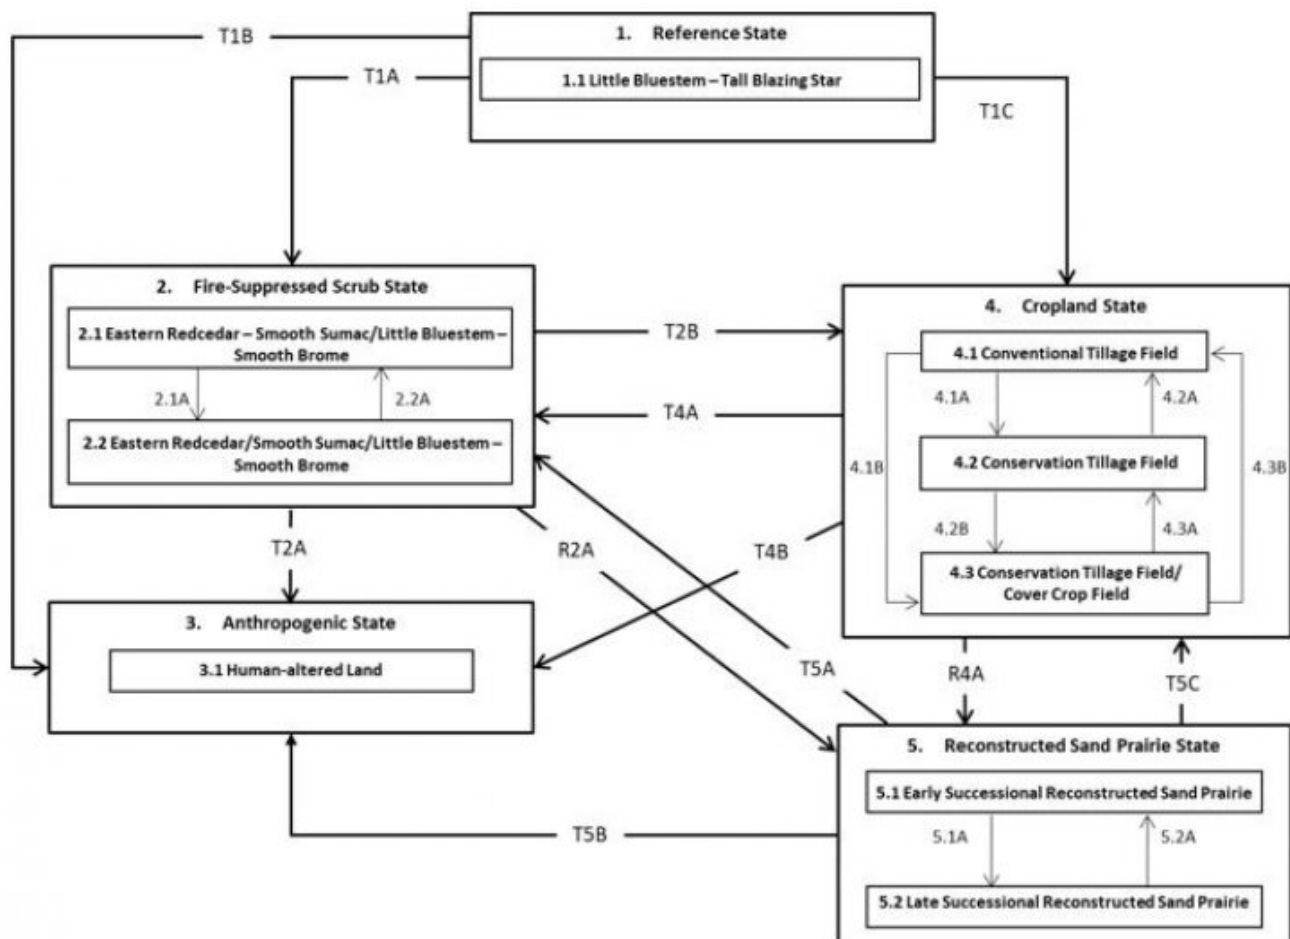 1. Reference State
1.1 Little Bluestem – Tall Blazing Star
T1B
T1A
T1C
2. Fire-Suppressed Scrub State
2.1 Eastern Redcedar – Smooth Sumac/Little Bluestem –
Smooth Brome
2.1A
2.2A
2.2 Eastern Redcedar/Smooth Sumac/Little Bluestem –
Smooth Brome
T2B
T4A
4. Cropland State
4.1 Conventional Tillage Field
4.1A
4.2A
4.2 Conservation Tillage Field
4.1B
4.3B
4.2B
4.3A
4.3 Conservation Tillage Field/
Cover Crop Field
T2A
R2A
T4B
3. Anthropogenic State
3.1 Human-altered Land
T5A
R4A
T5C
5. Reconstructed Sand Prairie State
5.1 Early Successional Reconstructed Sand Prairie
5.1A
5.2A
5.2 Late Successional Reconstructed Sand Prairie
T5B